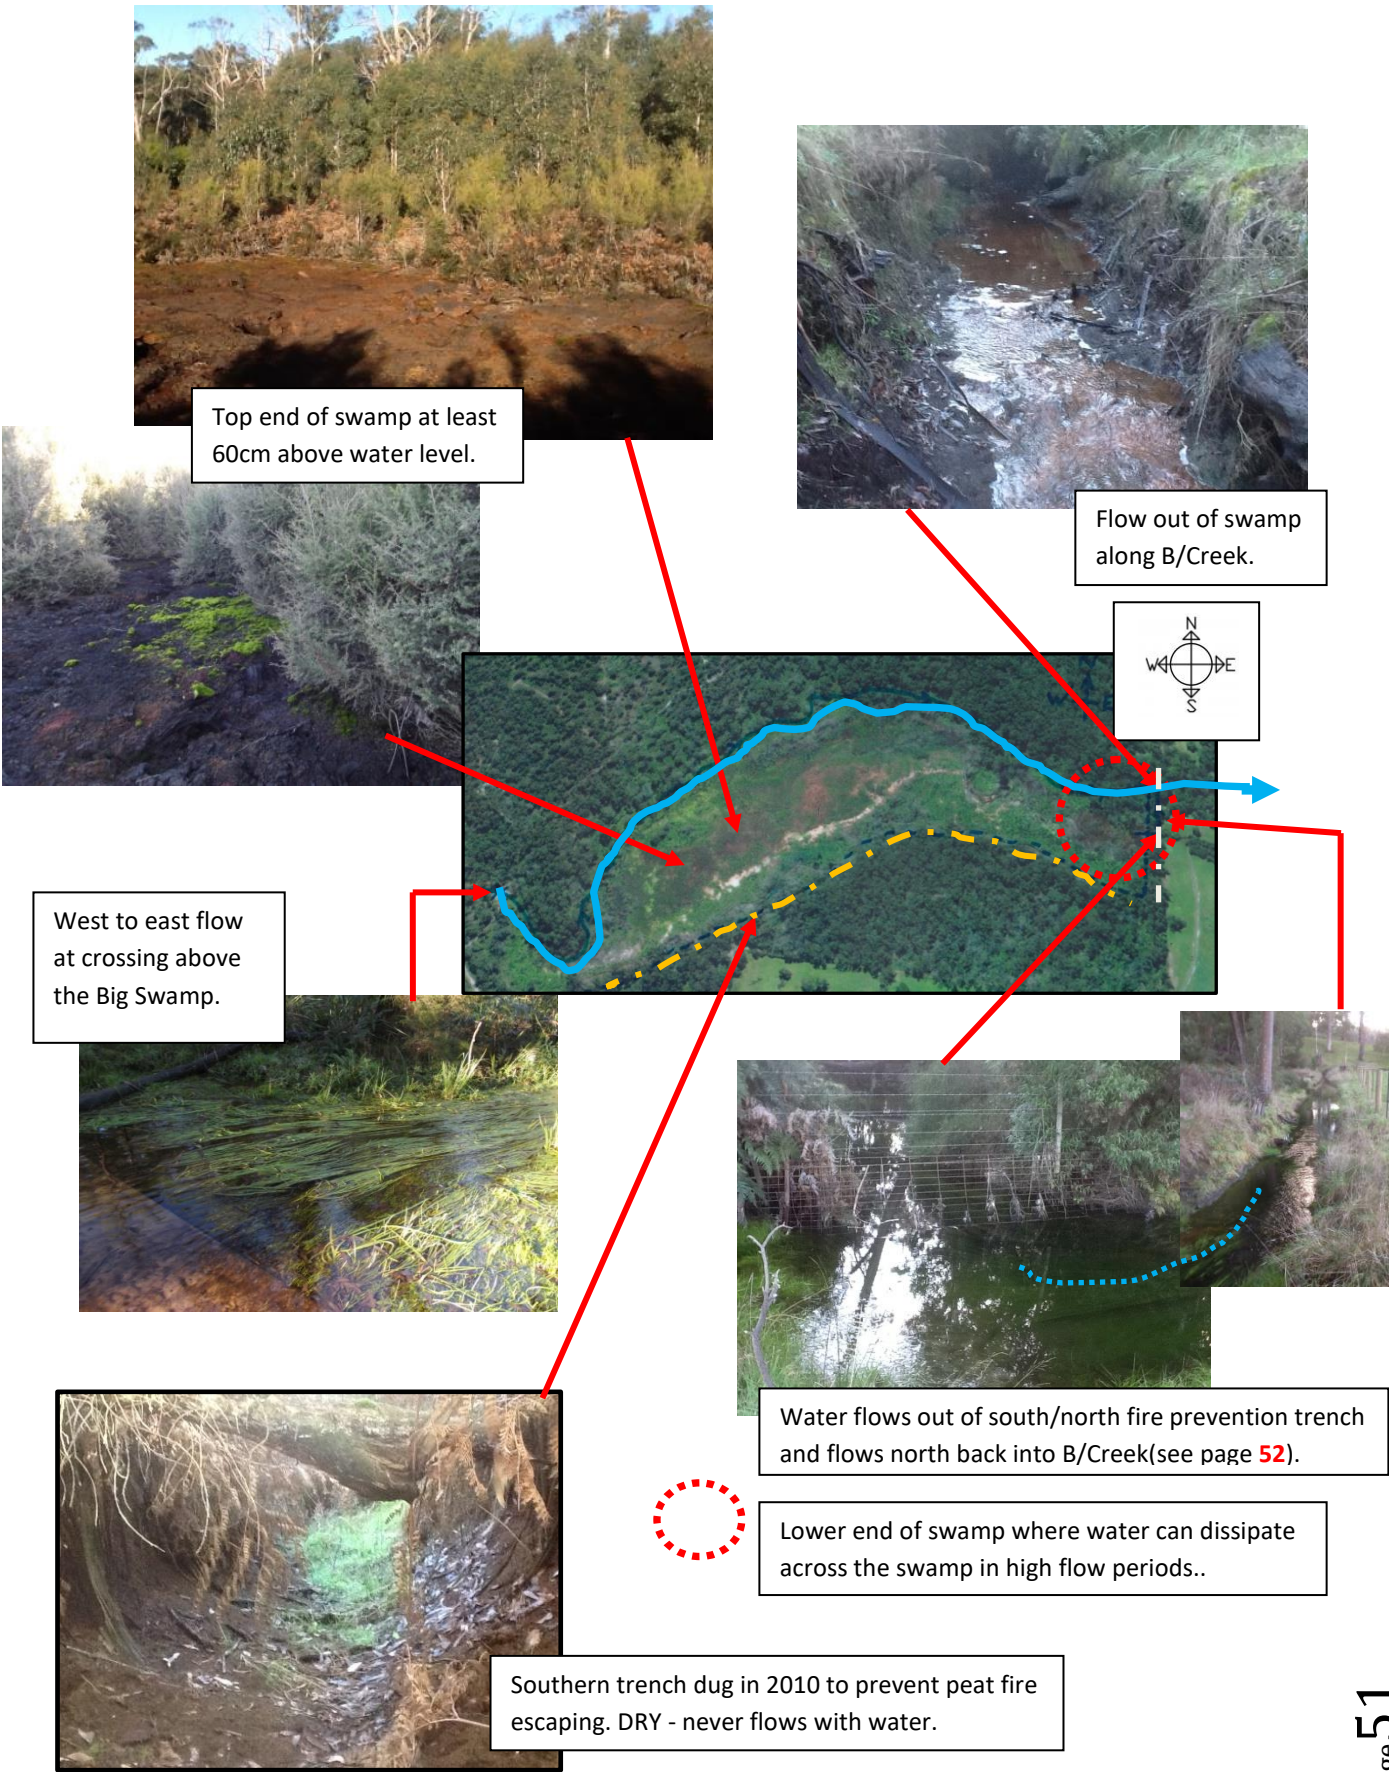 Top end of swamp at least
60cm above water level.
Flow out of swamp
along B/Creek.
N
W E
S
West to east flow
at crossing above
the Big Swamp.
Water flows out of south/north fire prevention trench
and flows north back into B/Creek(see page 52).
Lower end of swamp where water can dissipate
across the swamp in high flow periods..
Southern trench dug in 2010 to prevent peat fire
escaping. DRY - never flows with water.
51